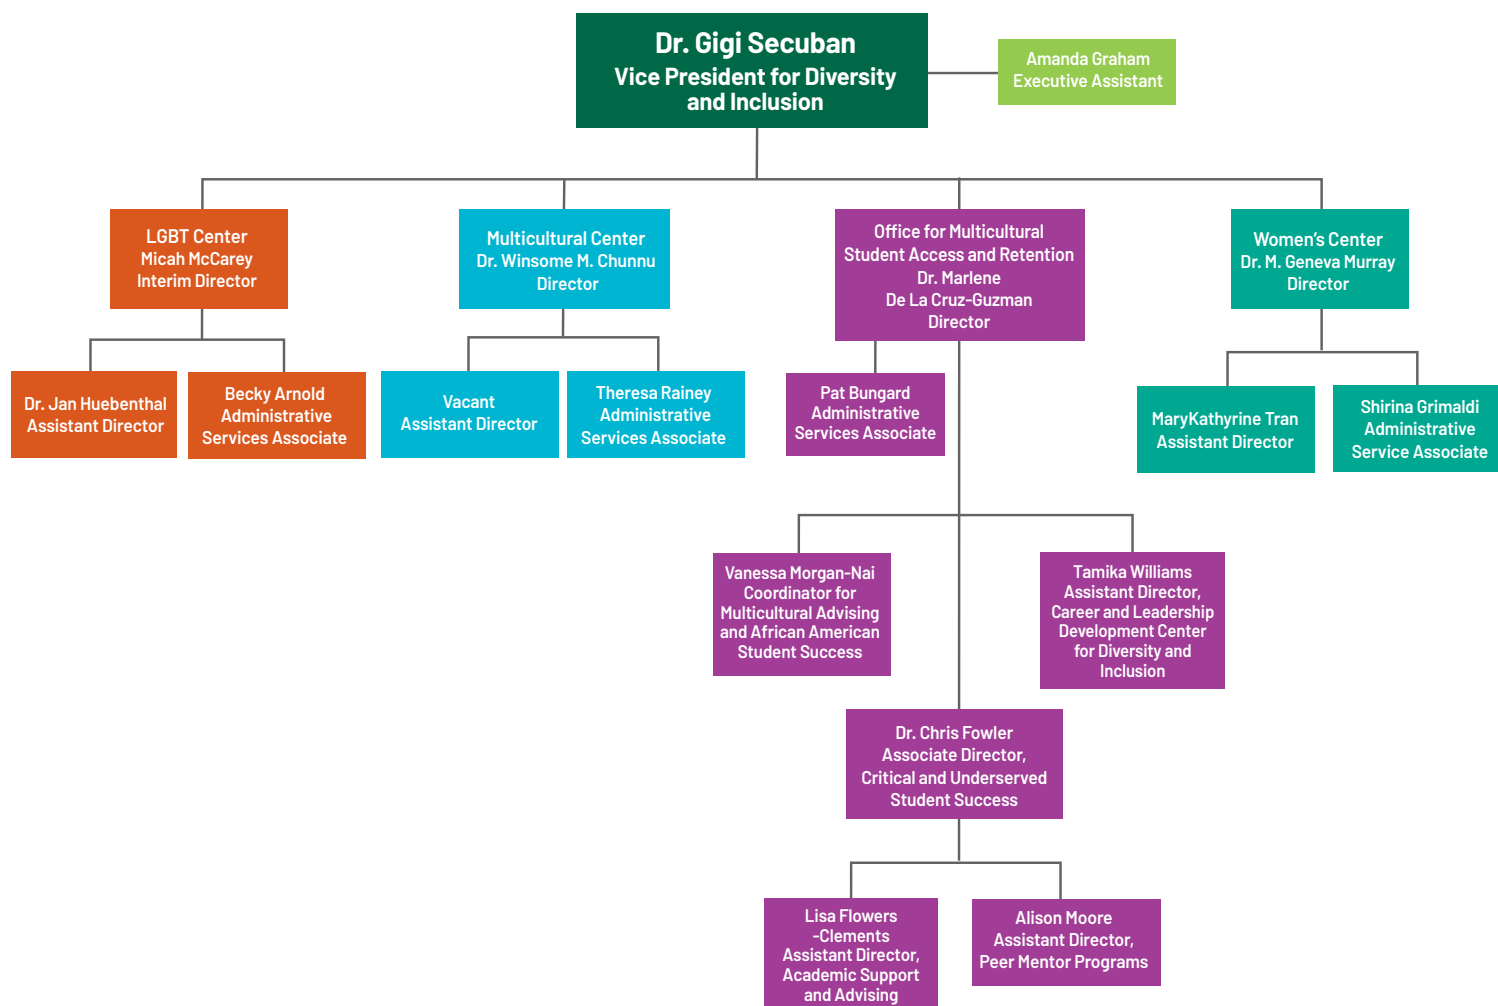 Dr. Gigi Secuban
Vice President for Diversity
and Inclusion
Amanda Graham
Executive Assistant
LGBT Center
Micah McCarey
Interim Director
Multicultural Center
Dr. Winsome M. Chunnu
Director
Office for Multicultural
Student Access and Retention
Dr. Marlene
De La Cruz-Guzman
Director
Women's Center
Dr. M. Geneva Murray
Director
Dr. Jan Huebenthal
Assistant Director
Becky Arnold
Administrative
Services Associate
Vacant
Assistant Director
Theresa Rainey
Administrative
Services Associate
Pat Bungard
Administrative
Services Associate
MaryKathyrine Tran
Assistant Director
Shirina Grimaldi
Administrative
Service Associate
Vanessa Morgan-Nai
Coordinator for
Multicultural Advising
and African American
Student Success
Tamika Williams
Assistant Director,
Career and Leadership
Development Center
for Diversity and
Inclusion
Dr. Chris Fowler
Associate Director,
Critical and Underserved
Student Success
Lisa Flowers
-Clements
Assistant Director,
Academic Support
and Advising
Alison Moore
Assistant Director,
Peer Mentor Programs